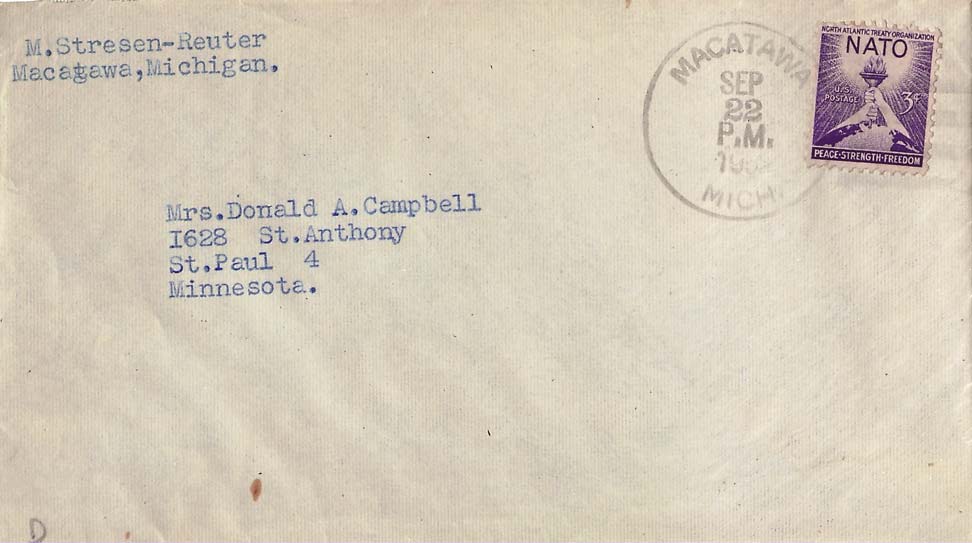 M.Stresen-Reuter
Macatawa,Michigan.
MACATAWA
SEP
22
P.M.
MICH.
NORTH ATLANTIC TREATY ORGANIZATION
NATO
U.S.
POSTAGE
3¢
PEACE·STRENGTH·FREEDOM
Mrs.Donald A.Campbell
I628 St.Anthony
St.Paul 4
Minnesota.
D